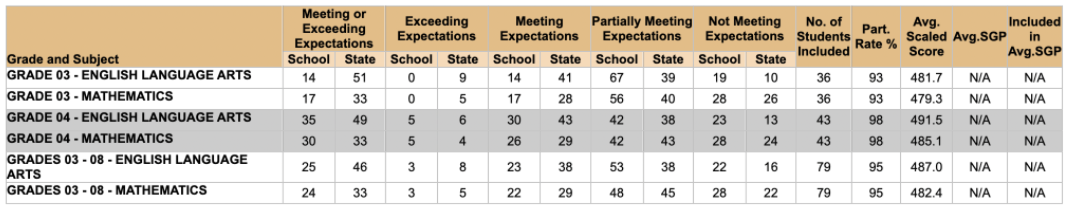 Grade and Subject Meeting or Exceeding Expectations Exceeding Expectations Meeting Expectations Partially Meeting Expectations Not Meeting Expectations No. of Students Included Part. Rate % Avg. Scaled Score Avg.SGP Included in Avg.SGP
School State School State School State School State School State
GRADE 03 - ENGLISH LANGUAGE ARTS 14 51 0 9 14 41 67 39 19 10 36 93 481.7 N/A N/A
GRADE 03 - MATHEMATICS 17 33 0 5 17 28 56 40 28 26 36 93 479.3 N/A N/A
GRADE 04 - ENGLISH LANGUAGE ARTS 35 49 5 6 30 43 42 38 23 13 43 98 491.5 N/A N/A
GRADE 04 - MATHEMATICS 30 33 5 4 26 29 42 43 28 24 43 98 485.1 N/A N/A
GRADES 03 - 08 - ENGLISH LANGUAGE
ARTS 25 46 3 8 23 38 53 38 22 16 79 95 487.0 N/A N/A
GRADES 03 - 08 - MATHEMATICS 24 33 3 5 22 29 48 45 28 22 79 95 482.4 N/A N/A